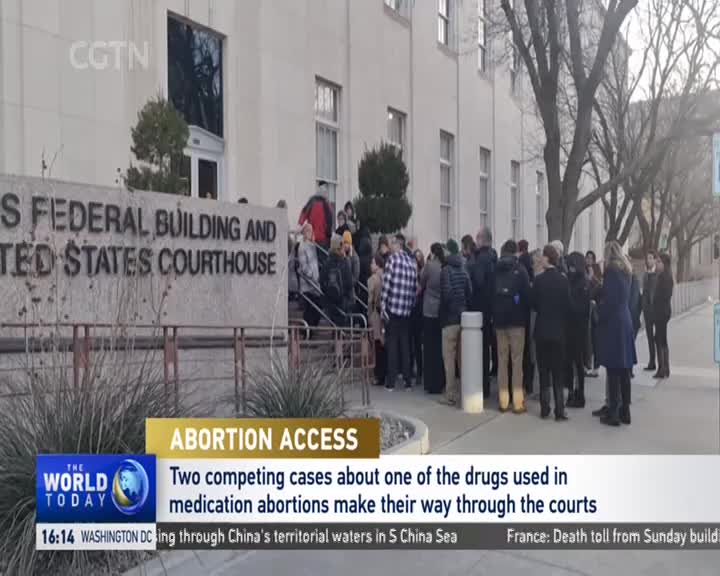 CGTN
S FEDERAL BUILDING AND
TED STATES COURTHOUSE
ABORTION ACCESS
THE
WORLD
TODAY
Two competing cases about one of the drugs used in
medication abortions make their way through the courts
16:14 WASHINGTON DC
sing through China's territorial waters in S China Sea France: Death toll from Sunday build